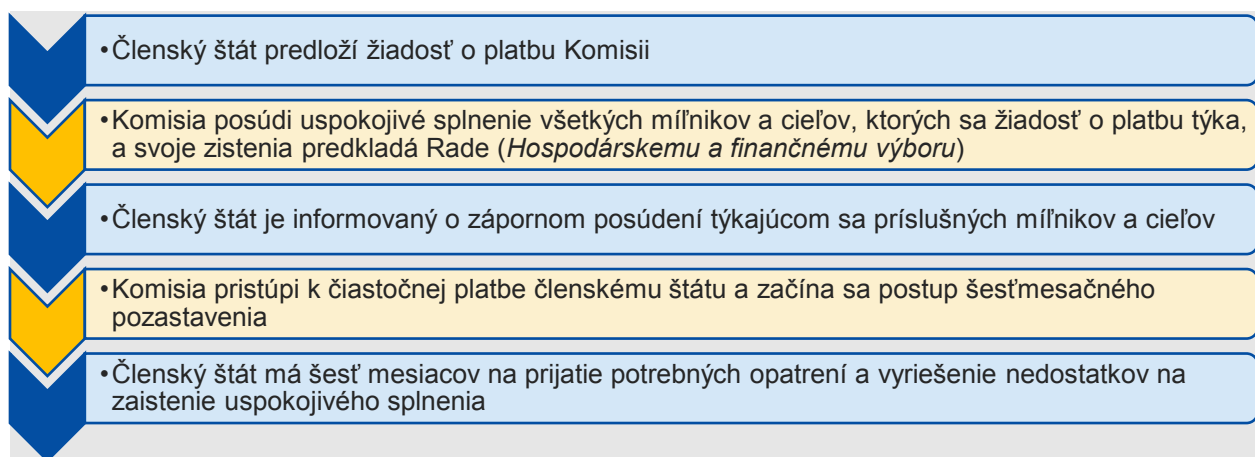 •Členský štát predloží žiadosť o platbu Komisii
•Komisia posúdi uspokojivé splnenie všetkých míľnikov a cieľov, ktorých sa žiadosť o platbu týka,
a svoje zistenia predkladá Rade (Hospodárskemu a finančnému výboru)
•Členský štát je informovaný o zápornom posúdení týkajúcom sa príslušných míľnikov a cieľov
•Komisia pristúpi k čiastočnej platbe členskému štátu a začína sa postup šesťmesačného
pozastavenia
•Členský štát má šesť mesiacov na prijatie potrebných opatrení a vyriešenie nedostatkov na
zaistenie uspokojivého splnenia